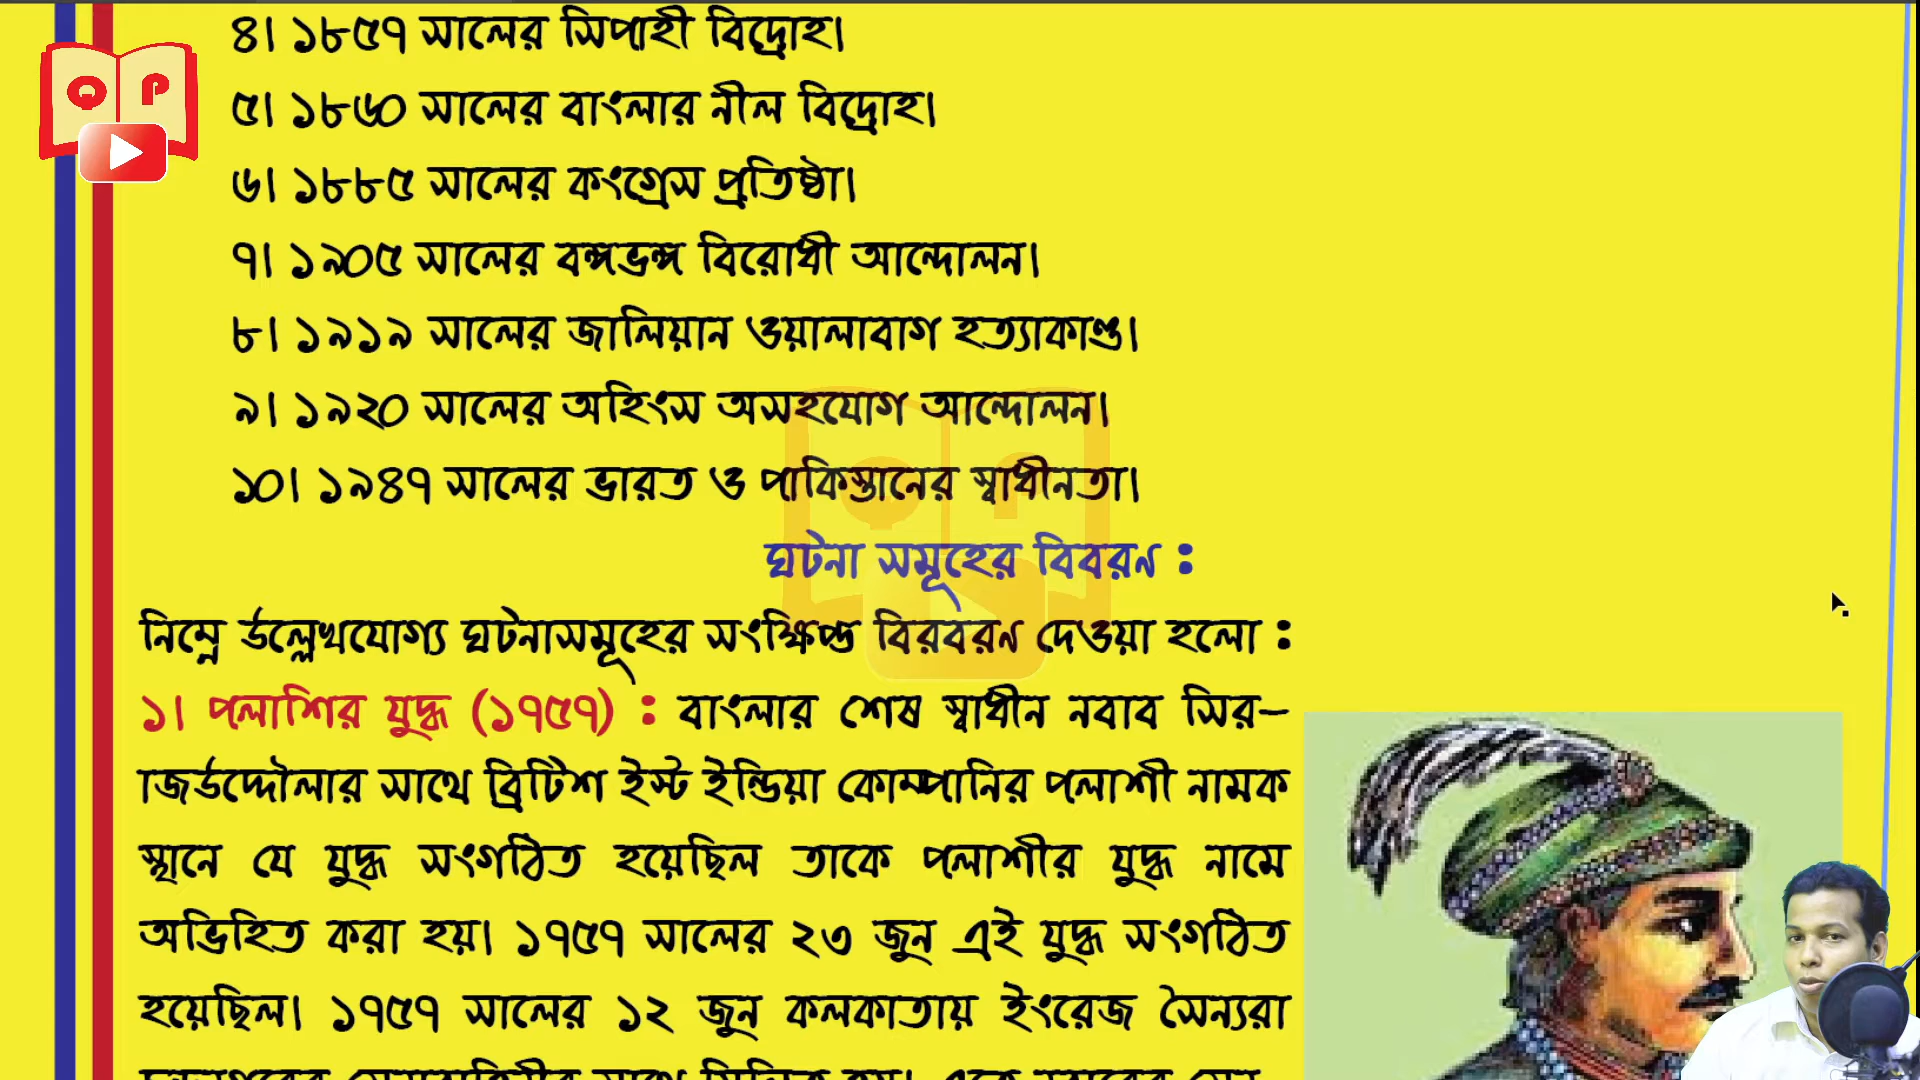 ৪। ১৮৫৭ সালের সিপাহী বিদ্রোহ।
Q P
৫। ১৮৬০ সালের বাংলার নীল বিদ্রোহ।
৬। ১৮৮৫ সালের কংগ্রেস প্রতিষ্ঠা।
৭। ১৯০৫ সালের বঙ্গভঙ্গ বিরোধী আন্দোলন।
৮। ১৯১৯ সালের জালিয়ান ওয়ালাবাগ হত্যাকাণ্ড।
৯। ১৯২০ সালের অহিংস অসহযোগ আন্দোলন।
১০। ১৯৪৭ সালের ভারত ও পাকিস্তানের স্বাধীনতা।
ঘটনা সমূহের বিবরণ :
নিম্নে উল্লেখযোগ্য ঘটনাসমূহের সংক্ষিপ্ত বিরবরণ দেওয়া হলো :
১। পলাশির যুদ্ধ (১৭৫৭) : বাংলার শেষ স্বাধীন নবাব সির–
াজউদ্দৌলার সাথে ব্রিটিশ ইস্ট ইন্ডিয়া কোম্পানির পলাশী নামক
স্থানে যে যুদ্ধ সংগঠিত হয়েছিল তাকে পলাশীর যুদ্ধ নামে
অভিহিত করা হয়। ১৭৫৭ সালের ২৩ জুন এই যুদ্ধ সংগঠিত
হয়েছিল। ১৭৫৭ সালের ১২ জুন কলকাতায় ইংরেজ সৈন্যরা